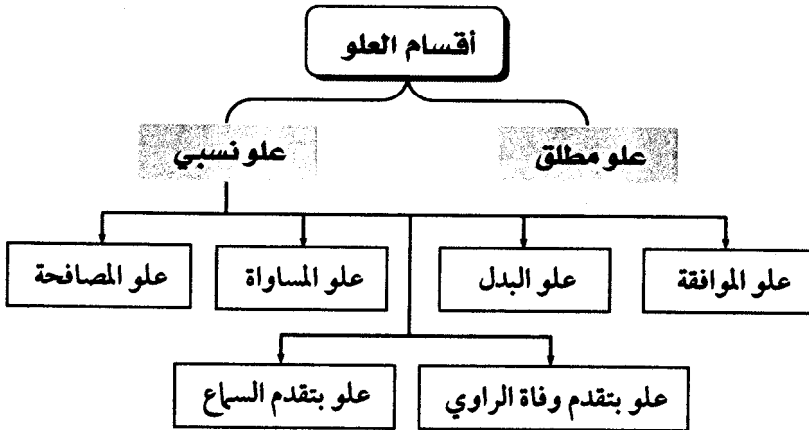 أقسام العلو
علو مطلق
علو نسبي
علو الموافقة
علو البدل
علو المساواة
علو المصافحة
علو بتقدم وفاة الراوي
علو بتقدم السماع